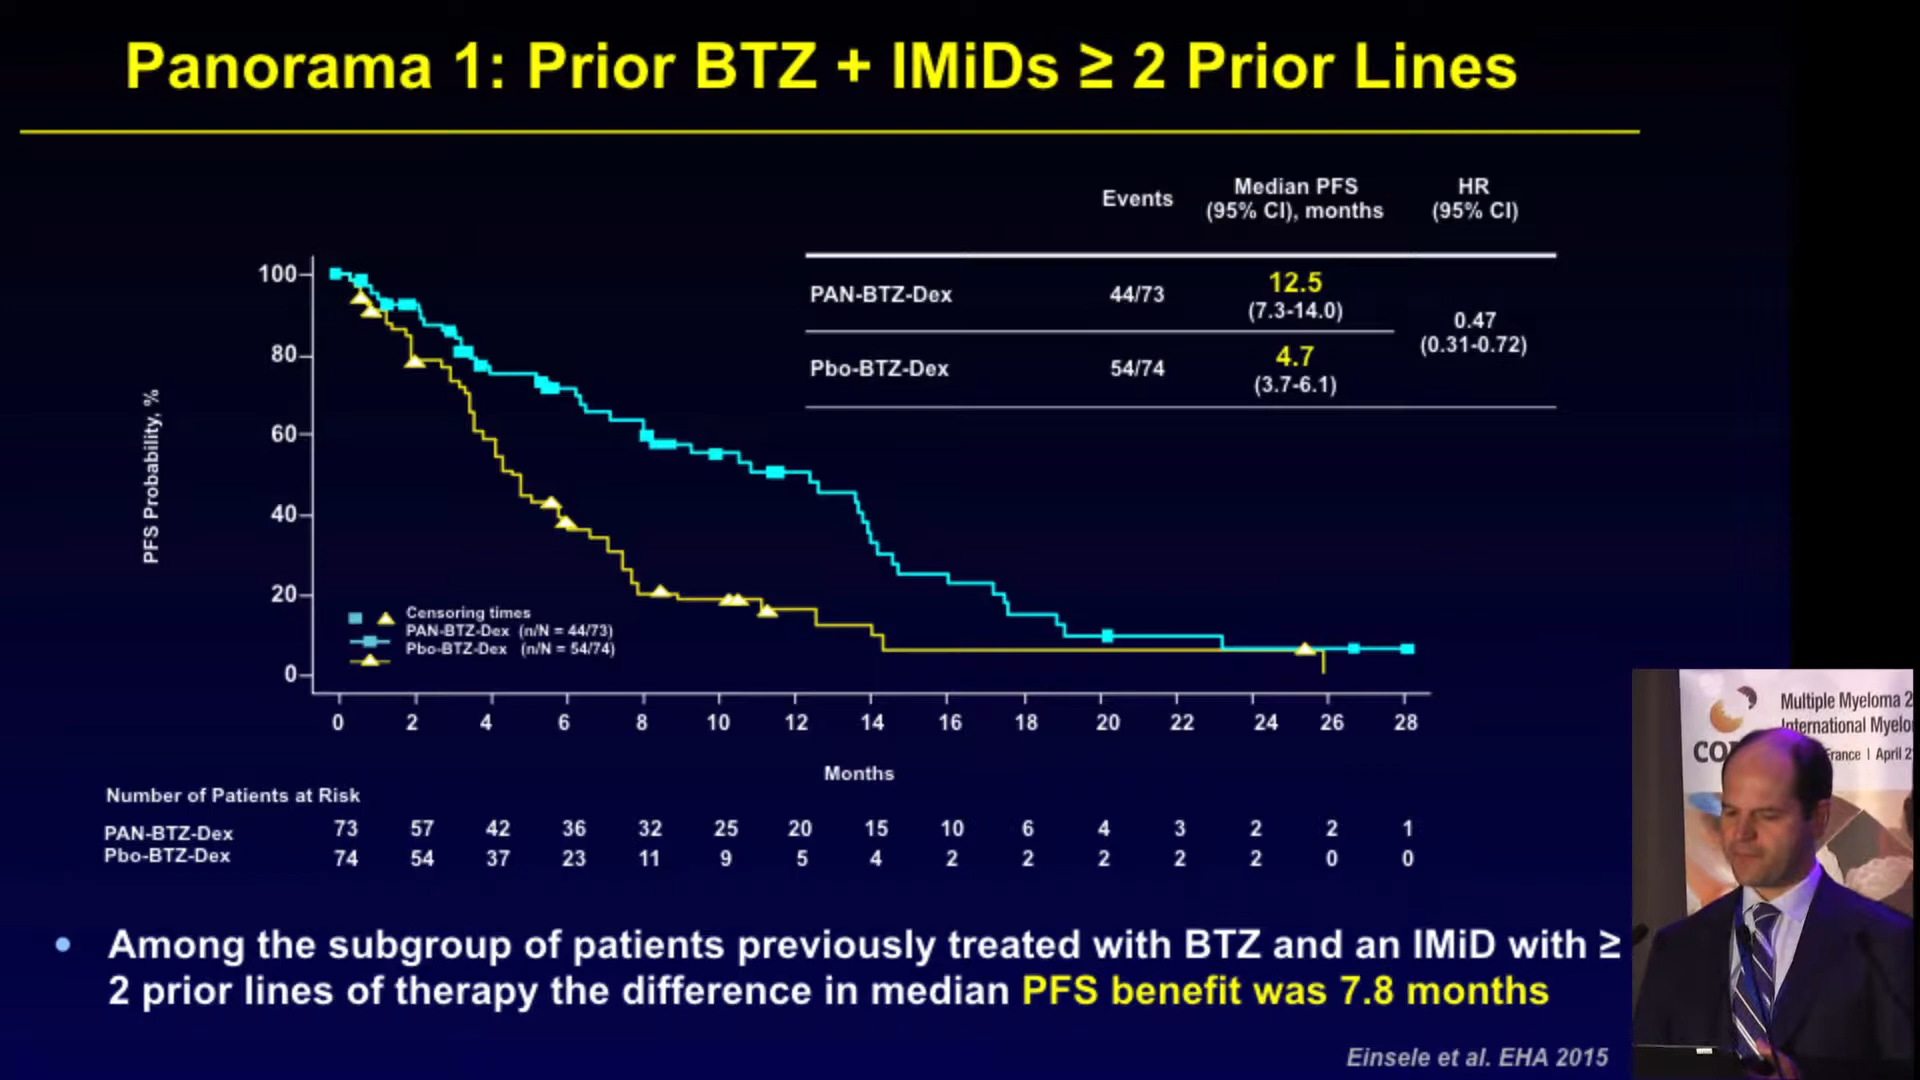 Panorama 1: Prior BTZ + IMiDs ≥ 2 Prior Lines
Events
Median PFS
(95% CI), months
HR
(95% CI)
PAN-BTZ-Dex 44/73 12.5
(7.3-14.0)
0.47
(0.31-0.72)
Pbo-BTZ-Dex 54/74 4.7
(3.7-6.1)
PFS Probability, %
100
80
60
40
20
0
Censoring times
PAN-BTZ-Dex (n/N = 44/73)
Pbo-BTZ-Dex (n/N = 54/74)
0 2 4 6 8 10 12 14 16 18 20 22 24 26 28
Months
Number of Patients at Risk
PAN-BTZ-Dex 73 57 42 36 32 25 20 15 10 6 4 3 2 2 1
Pbo-BTZ-Dex 74 54 37 23 11 9 5 4 2 2 2 2 2 0 0
• Among the subgroup of patients previously treated with BTZ and an IMiD with ≥
2 prior lines of therapy the difference in median PFS benefit was 7.8 months
Einsele et al. EHA 2015
Multiple Myeloma 2
International
France | April 2